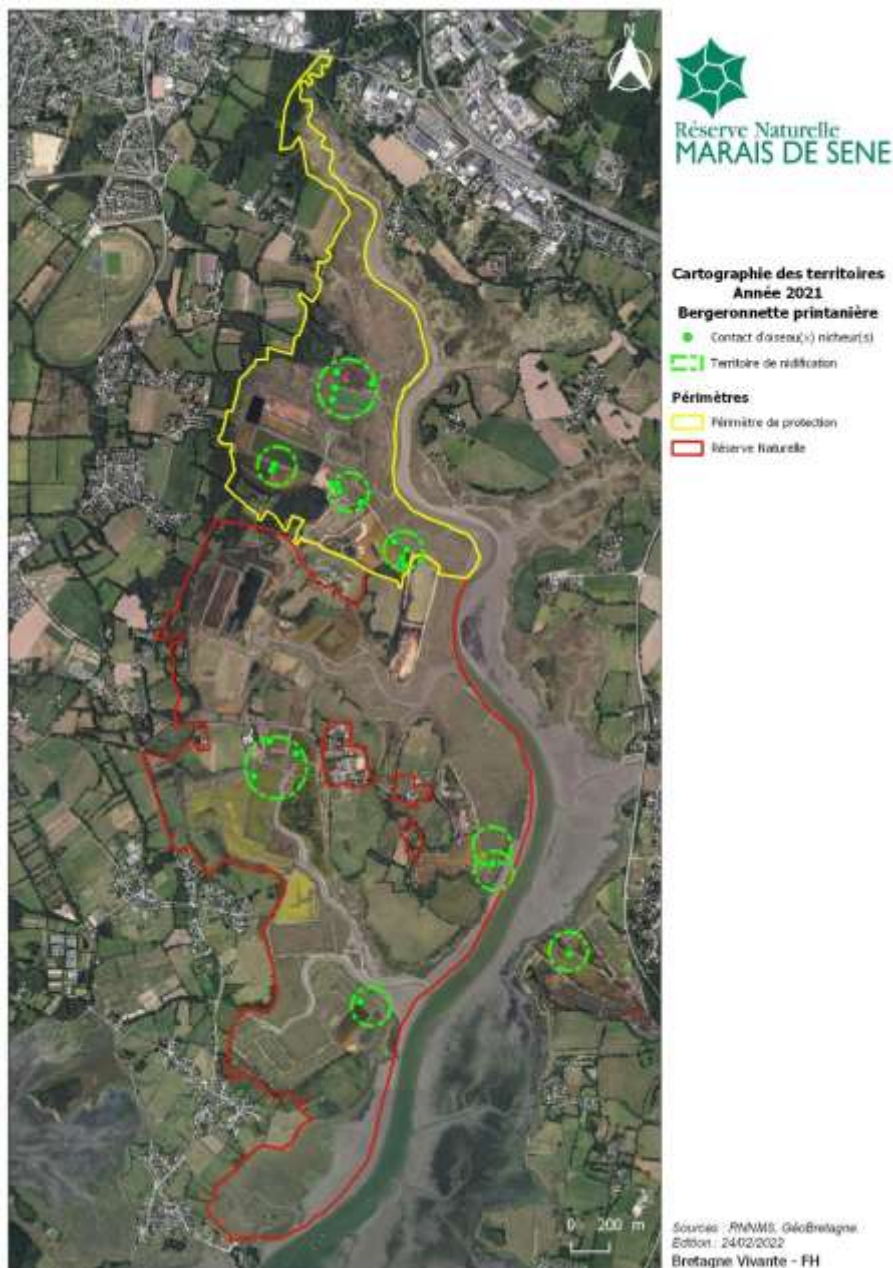 N
Réserve Naturelle
MARAIS DE SENE
Cartographie des territoires
Année 2021
Bergeronnette printanière
Contact d'oiseau(x) nicheur(s)
Territoire de nidification
Périmètres
Périmètre de protection
Réserve Naturelle
0 200 m
Sources : RNNMS, GéoBretagne
Edition : 24/02/2022
Bretagne Vivante - FH